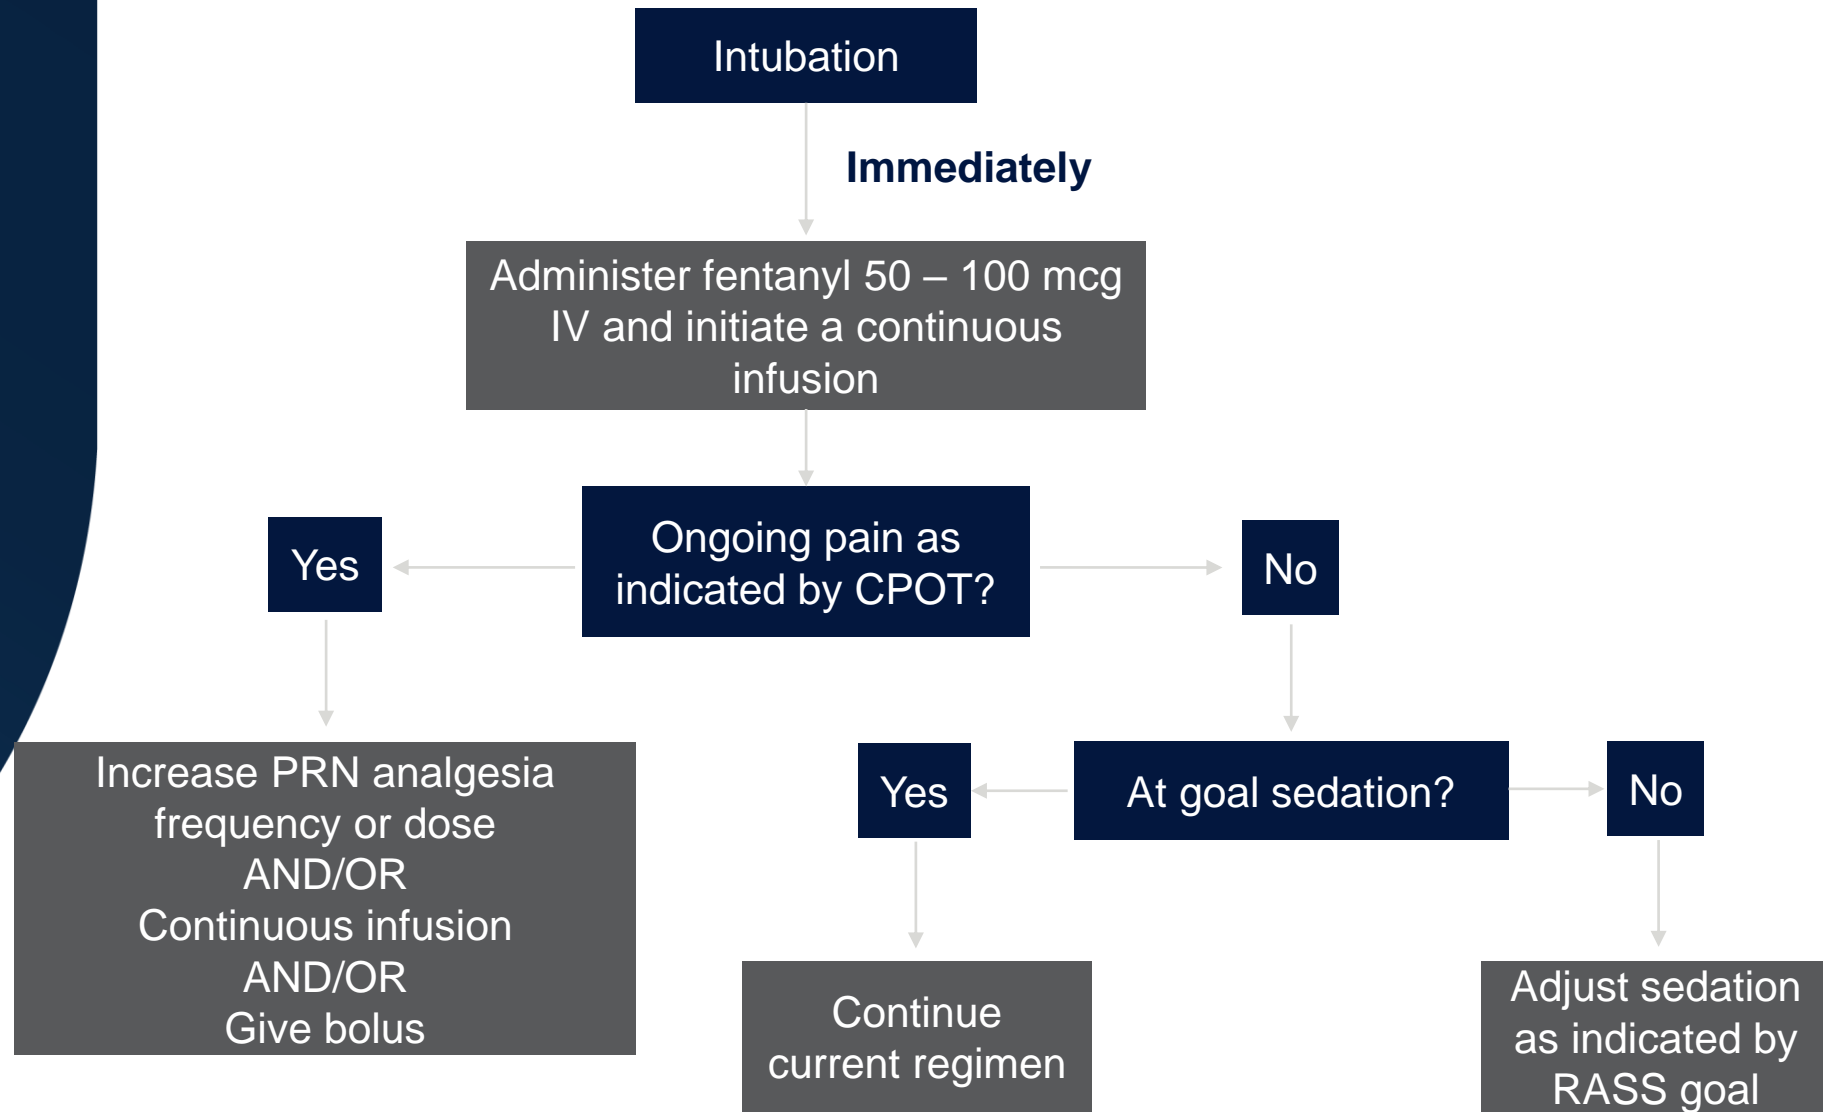 Intubation
Immediately
Administer fentanyl 50 – 100 mcg
IV and initiate a continuous
infusion
Ongoing pain as
indicated by CPOT?
Yes
No
Increase PRN analgesia
frequency or dose
AND/OR
Continuous infusion
AND/OR
Give bolus
Yes
At goal sedation?
No
Continue
current regimen
Adjust sedation
as indicated by
RASS goal